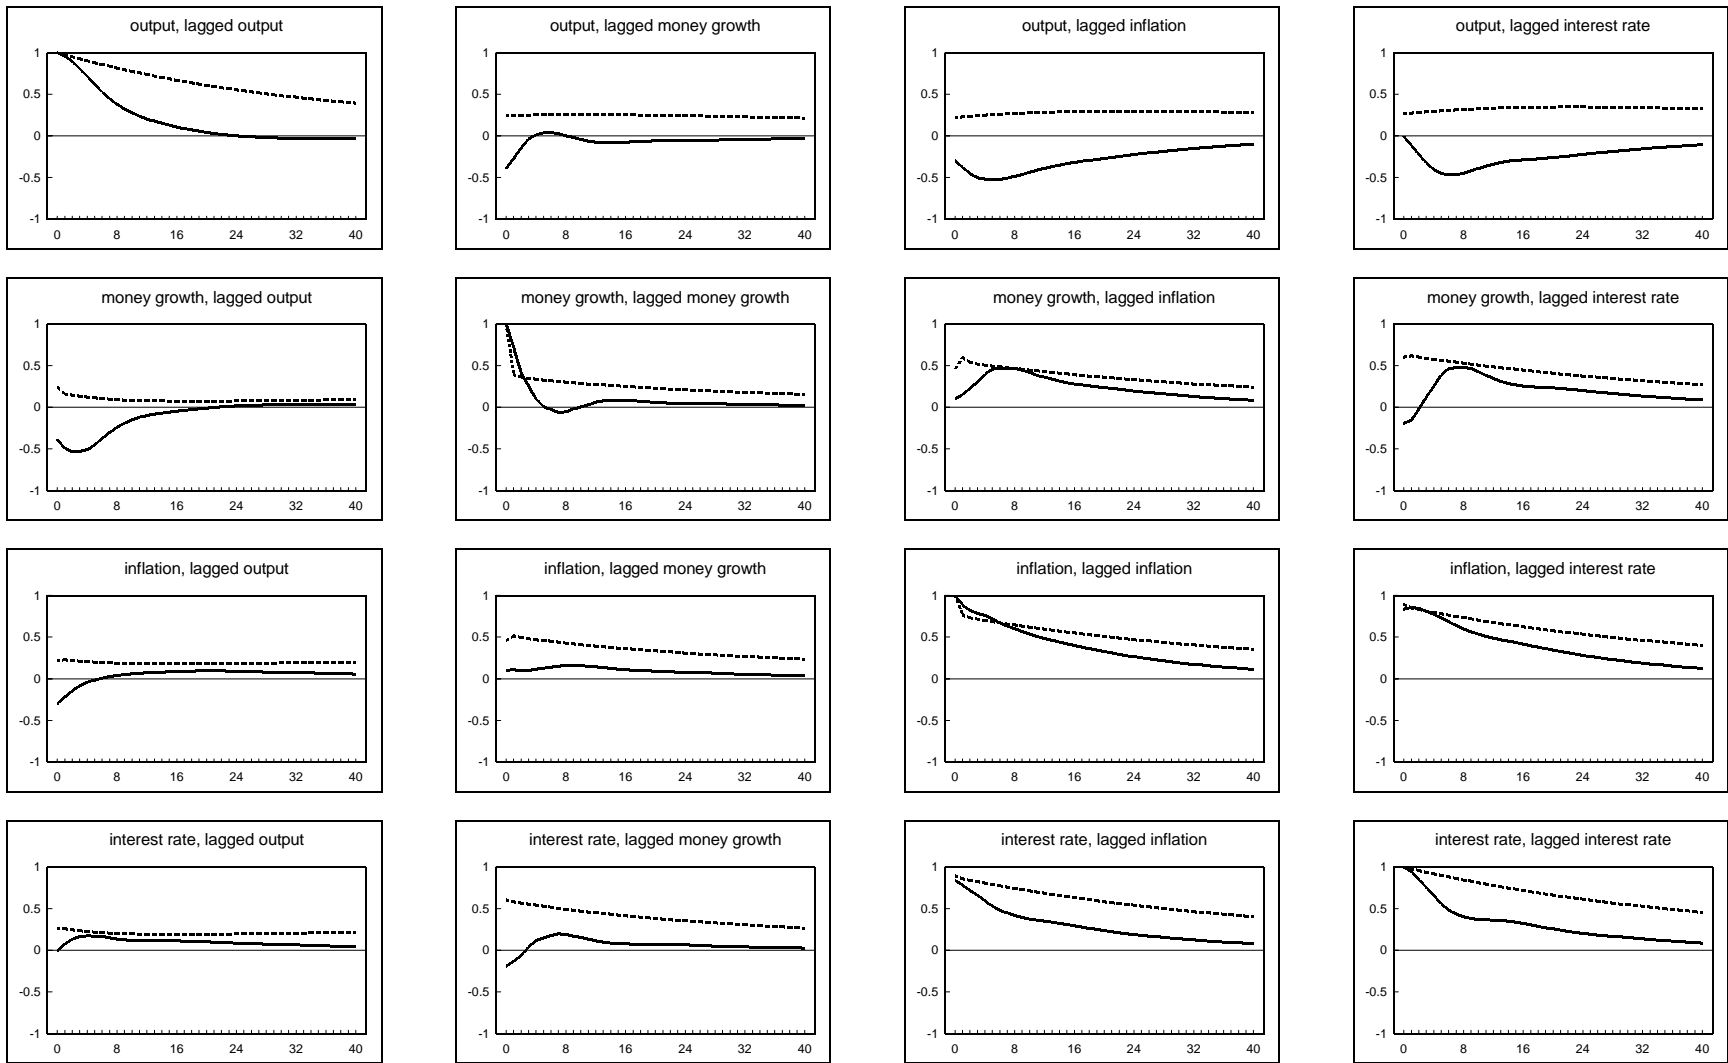 output, lagged output
1
0.5
0
-0.5
-1
0 8 16 24 32 40
output, lagged money growth
1
0.5
0
-0.5
-1
0 8 16 24 32 40
output, lagged inflation
1
0.5
0
-0.5
-1
0 8 16 24 32 40
output, lagged interest rate
1
0.5
0
-0.5
-1
0 8 16 24 32 40
money growth, lagged output
1
0.5
0
-0.5
-1
0 8 16 24 32 40
money growth, lagged money growth
1
0.5
0
-0.5
-1
0 8 16 24 32 40
money growth, lagged inflation
1
0.5
0
-0.5
-1
0 8 16 24 32 40
money growth, lagged interest rate
1
0.5
0
-0.5
-1
0 8 16 24 32 40
inflation, lagged output
1
0.5
0
-0.5
-1
0 8 16 24 32 40
inflation, lagged money growth
1
0.5
0
-0.5
-1
0 8 16 24 32 40
inflation, lagged inflation
1
0.5
0
-0.5
-1
0 8 16 24 32 40
inflation, lagged interest rate
1
0.5
0
-0.5
-1
0 8 16 24 32 40
interest rate, lagged output
1
0.5
0
-0.5
-1
0 8 16 24 32 40
interest rate, lagged money growth
1
0.5
0
-0.5
-1
0 8 16 24 32 40
interest rate, lagged inflation
1
0.5
0
-0.5
-1
0 8 16 24 32 40
interest rate, lagged interest rate
1
0.5
0
-0.5
-1
0 8 16 24 32 40